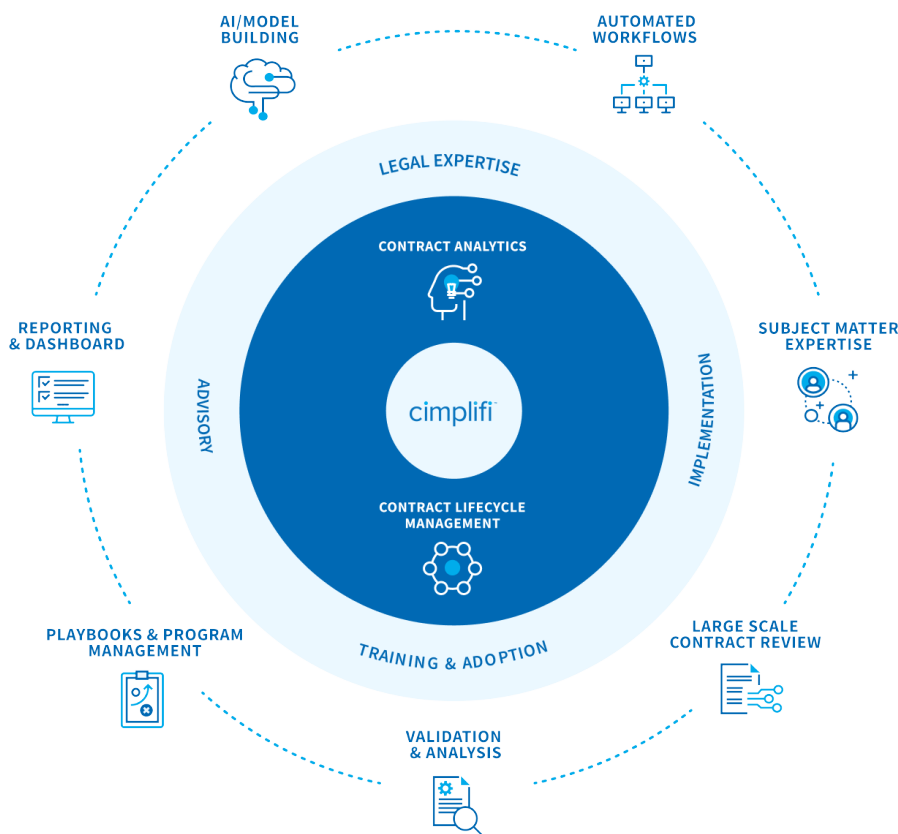 AI/MODEL
BUILDING
AUTOMATED
WORKFLOWS
LEGAL EXPERTISE
CONTRACT ANALYTICS
REPORTING
& DASHBOARD
SUBJECT MATTER
EXPERTISE
ADVISORY
cimplifi™
IMPLEMENTATION
CONTRACT LIFECYCLE
MANAGEMENT
PLAYBOOKS & PROGRAM
MANAGEMENT
TRAINING & ADOPTION
LARGE SCALE
CONTRACT REVIEW
VALIDATION
& ANALYSIS